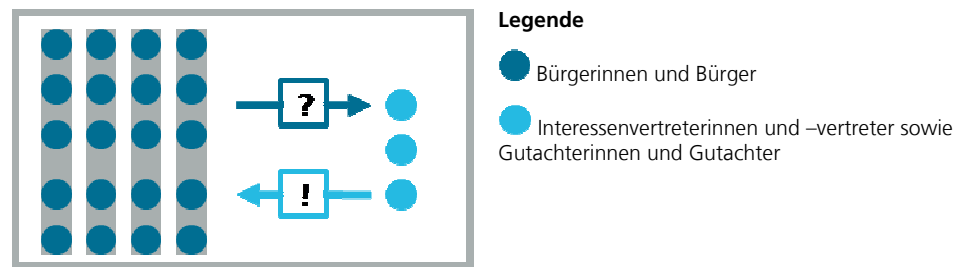 Legende
Bürgerinnen und Bürger
?
Interessenvertreterinnen und –vertreter sowie
Gutachterinnen und Gutachter
!